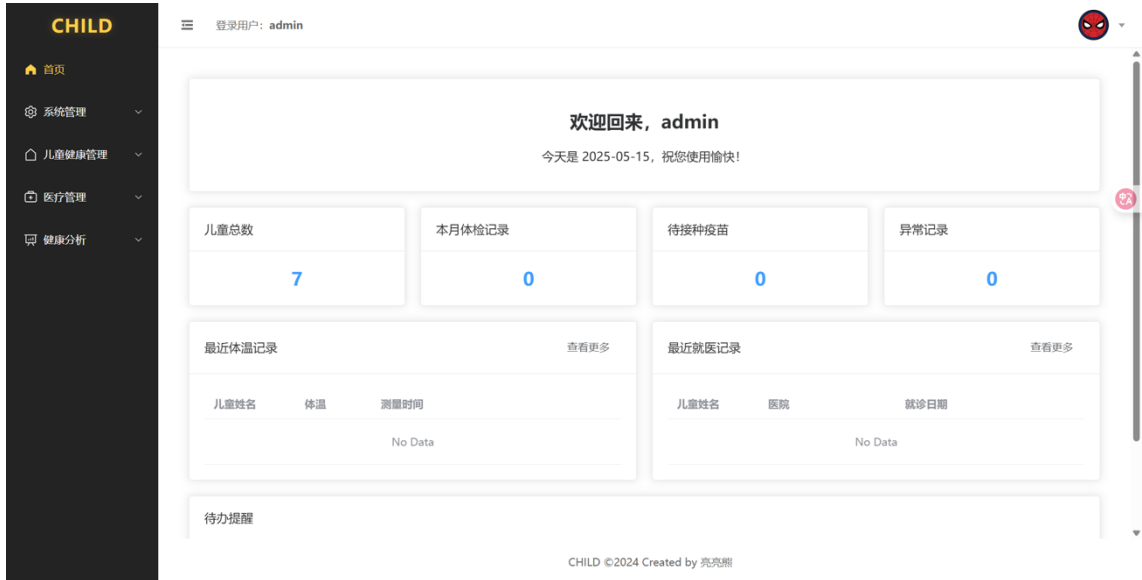 CHILD
登录用户：admin
首页
系统管理
儿童健康管理
医疗管理
健康分析
欢迎回来，admin
今天是 2025-05-15，祝您使用愉快！
儿童总数
本月体检记录
待接种疫苗
异常记录
7
0
0
0
最近体温记录
查看更多
最近就医记录
查看更多
儿童姓名 体温 测量时间
儿童姓名 医院 就诊日期
No Data
No Data
待办提醒
CHILD ©2024 Created by 亮亮熊